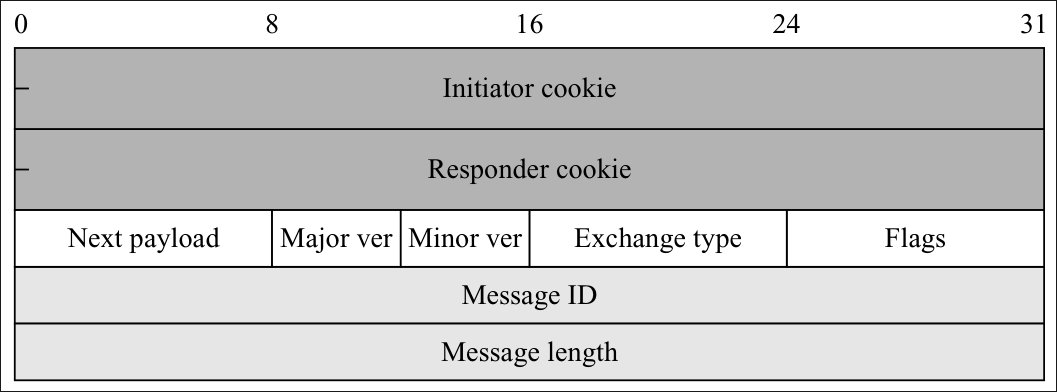 0 8 16 24 31
Initiator cookie
Responder cookie
Next payload Major ver Minor ver Exchange type Flags
Message ID
Message length